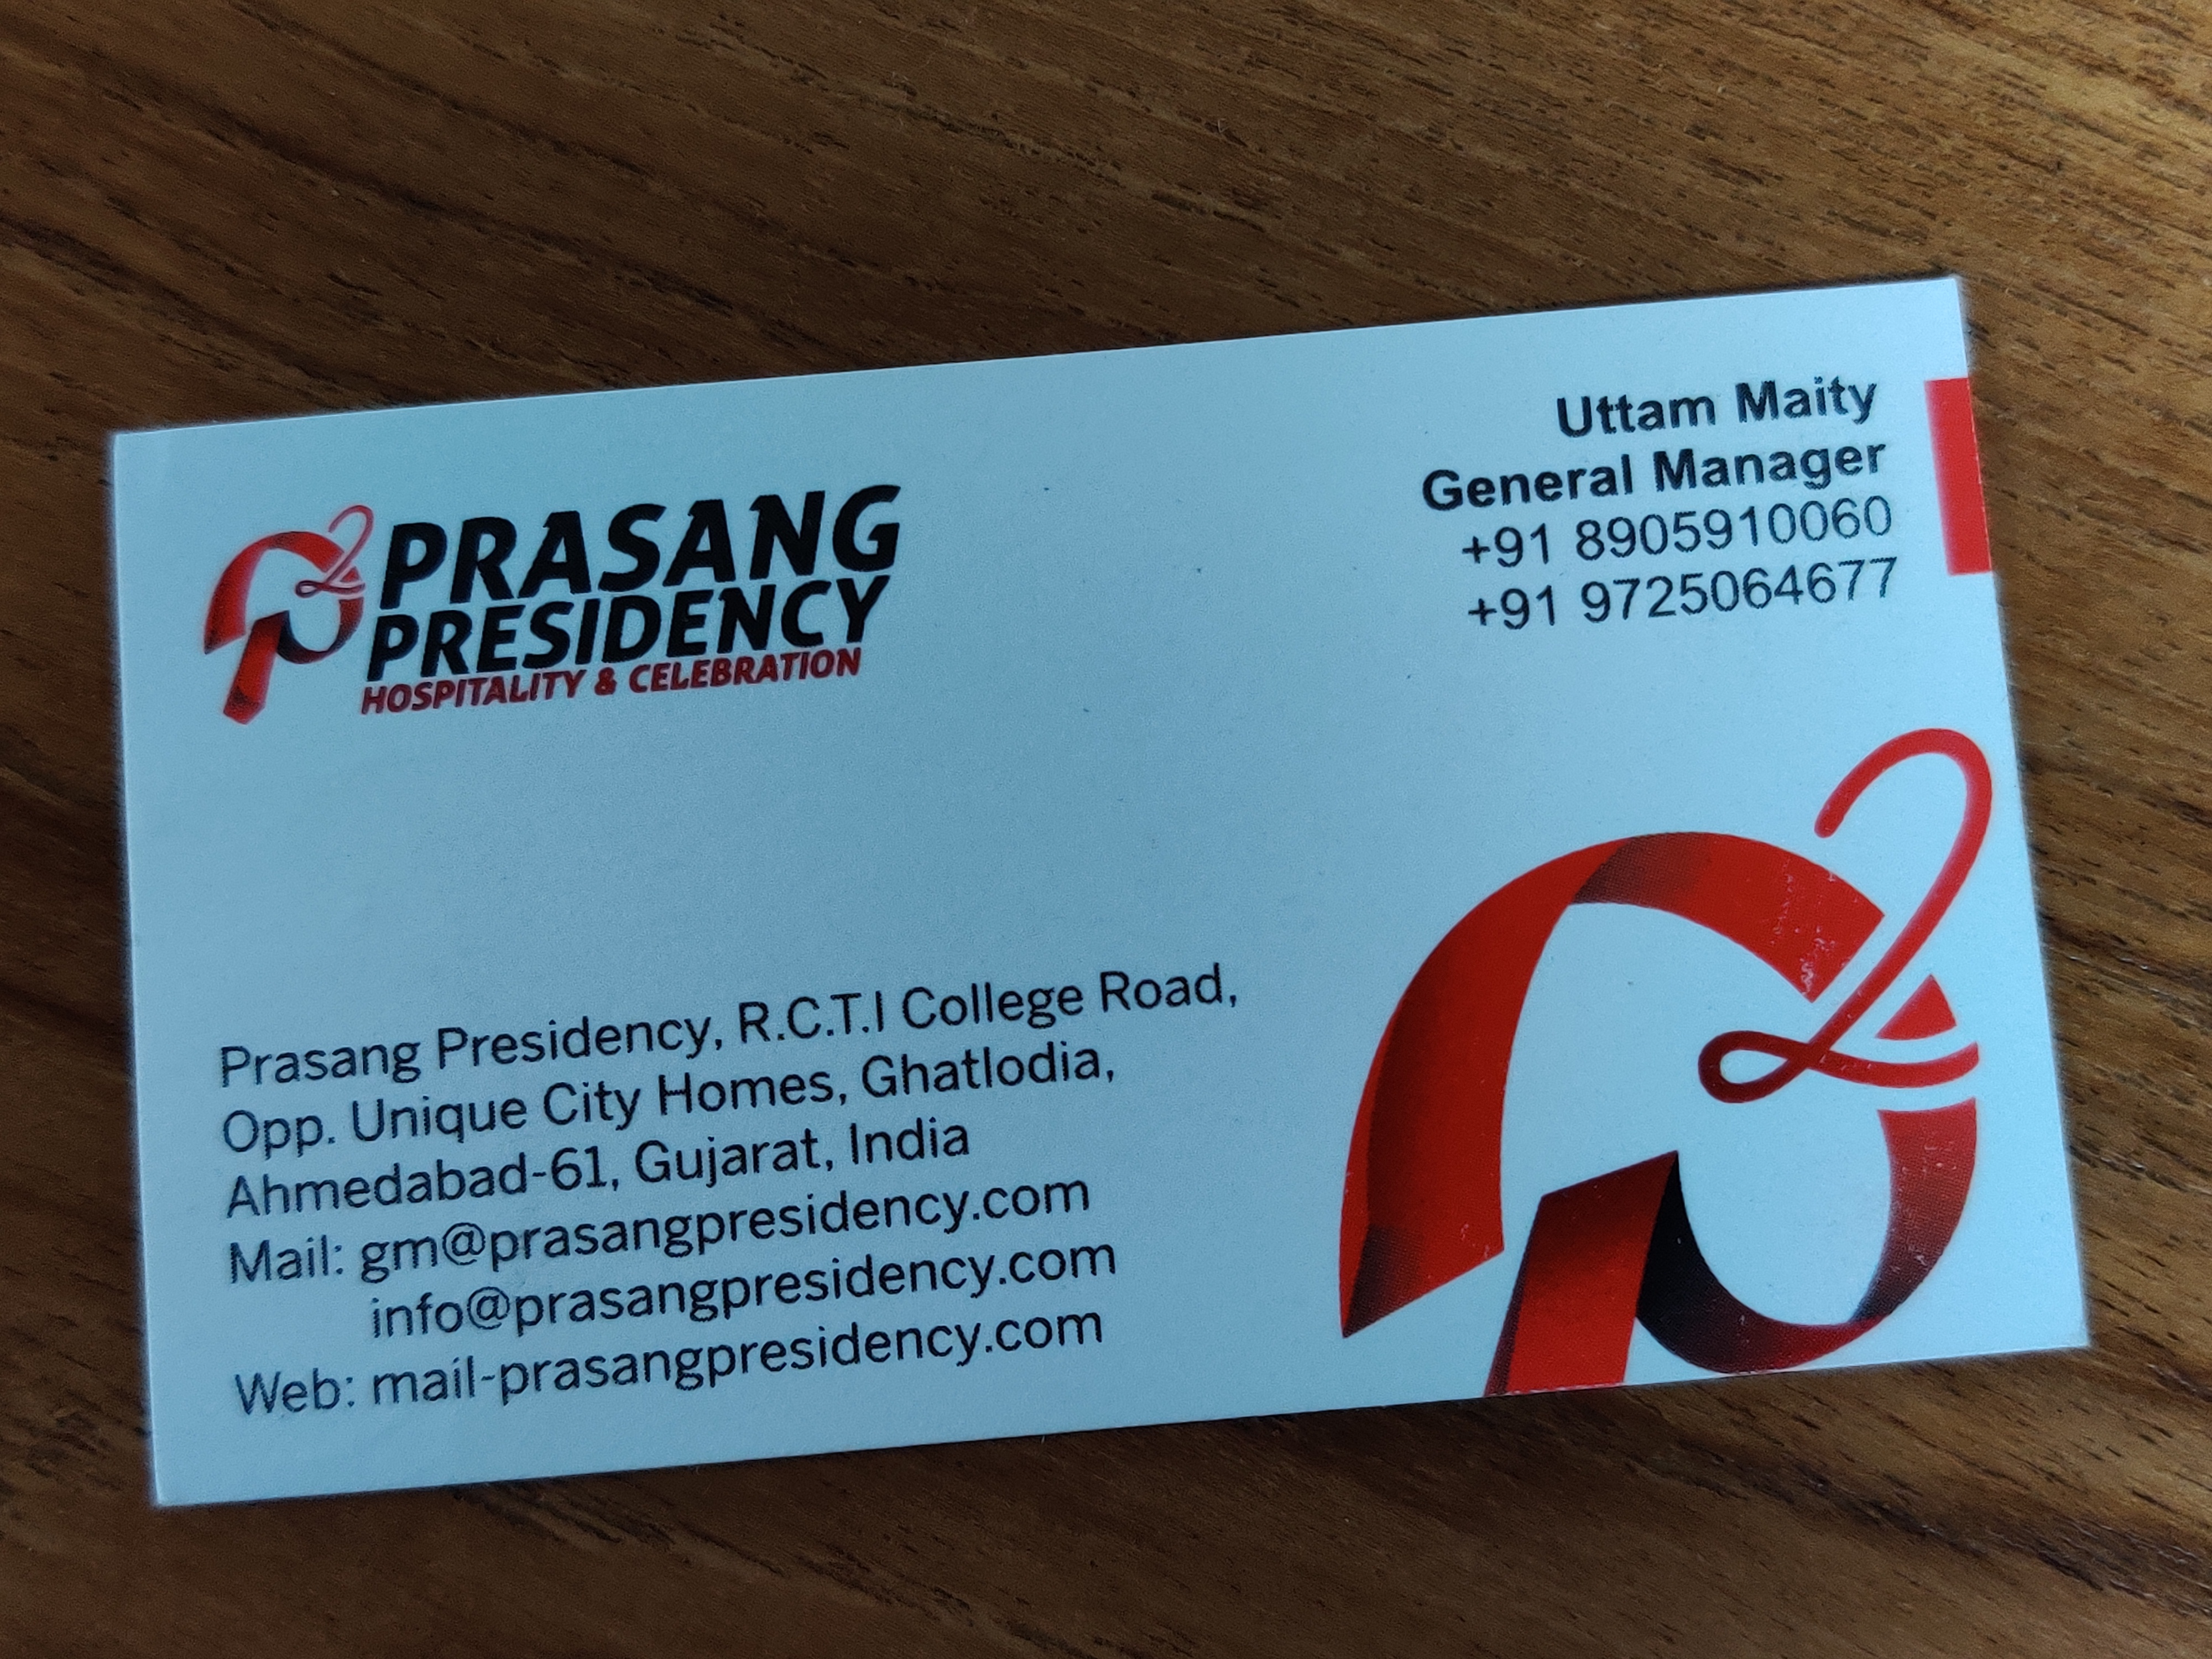 PRASANG
PRESIDENCY
HOSPITALITY & CELEBRATION
Uttam Maity
General Manager
+91 8905910060
+91 9725064677
Prasang Presidency, R.C.T.I College Road,
Opp. Unique City Homes, Ghatlodia,
Ahmedabad-61, Gujarat, India
Mail: gm@prasangpresidency.com
info@prasangpresidency.com
Web: mail-prasangpresidency.com